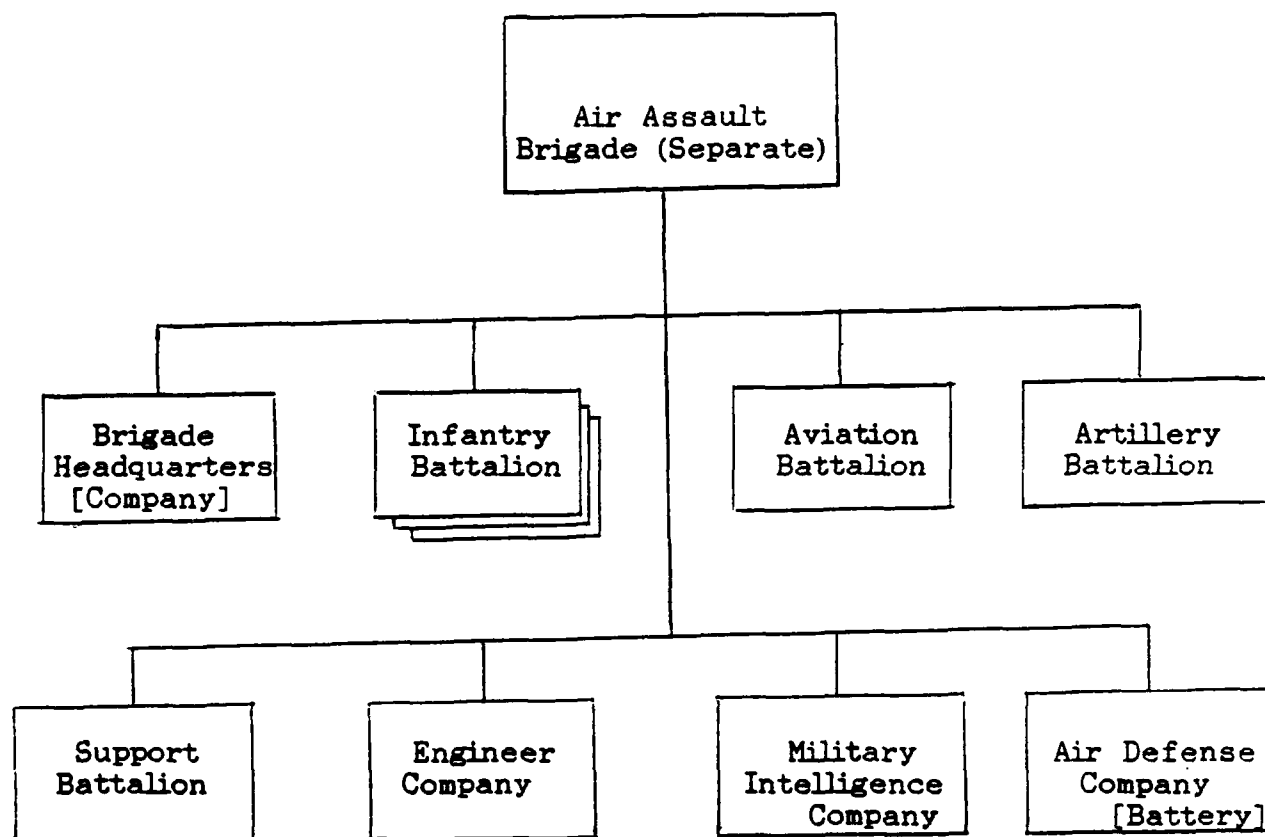 Air Assault
Brigade (Separate)
Brigade
Headquarters
[Company]
Infantry
Battalion
Aviation
Battalion
Artillery
Battalion
Support
Battalion
Engineer
Company
Military
Intelligence
Company
Air Defense
Company
[Battery]